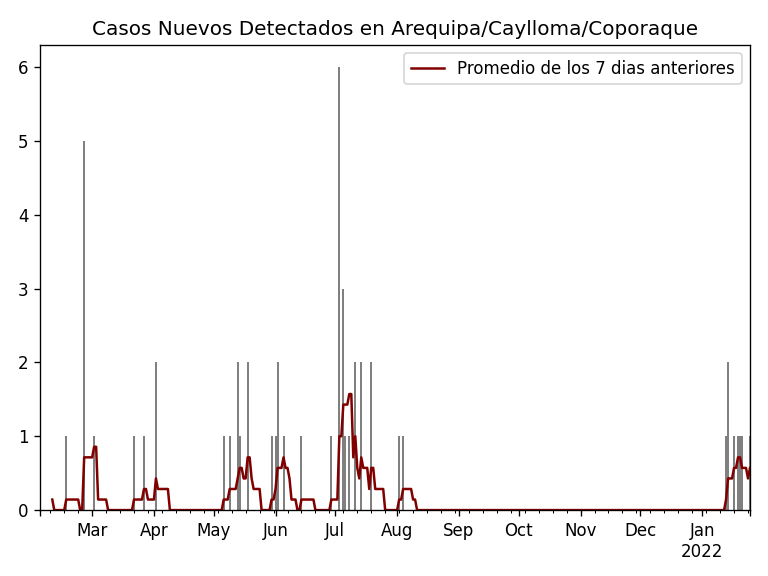 Casos Nuevos Detectados en Arequipa/Caylloma/Coporaque
Promedio de los 7 dias anteriores
6
5
4
3
2
1
0
Mar Apr May Jun Jul Aug Sep Oct Nov Dec Jan
2022